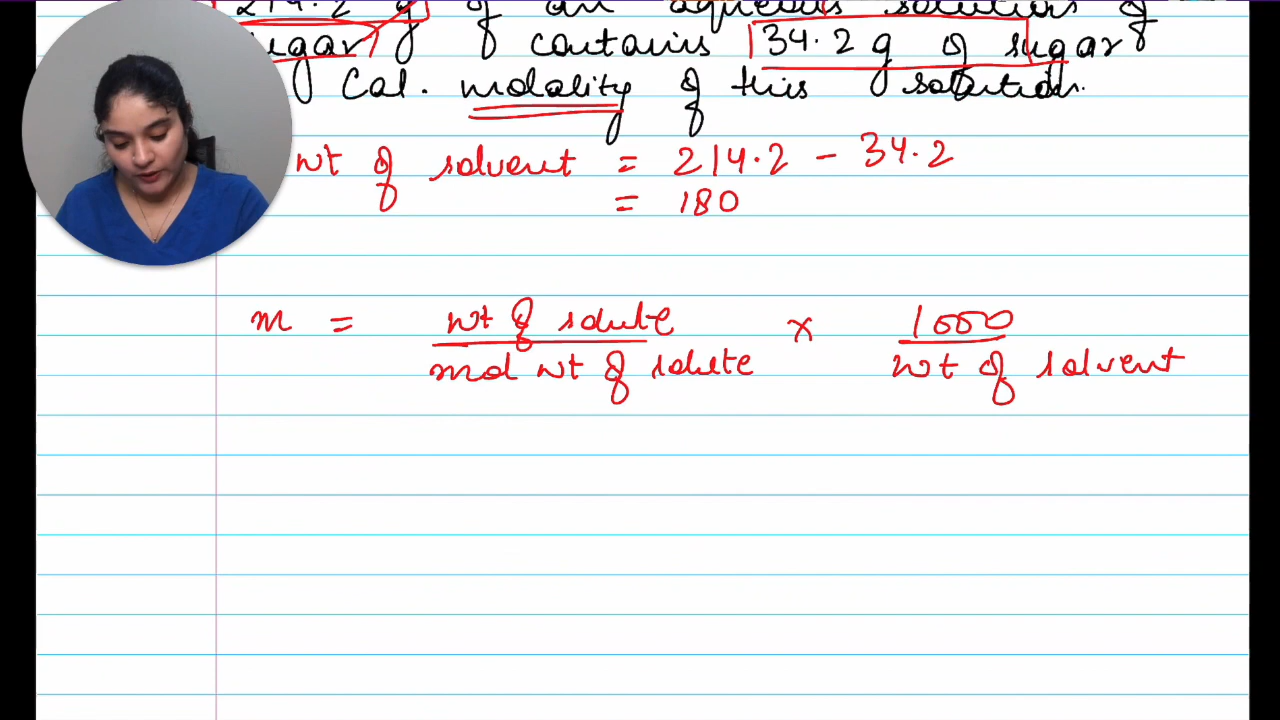 214.2 g of an aqueous solution of
sugar contains 34.2 g of sugar
Cal. molality of this solution.
wt of solvent = 214.2 - 34.2
= 180
m = wt of solute / mol wt of solute x 1000 / wt of solvent